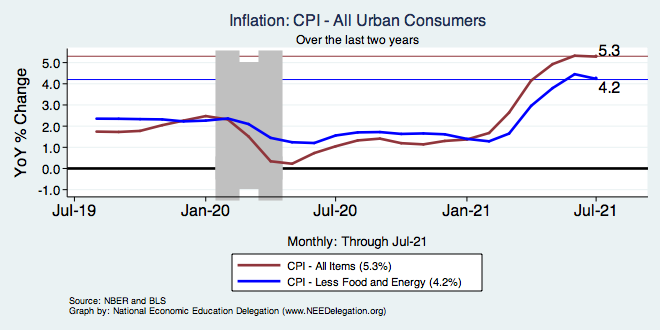 Inflation: CPI - All Urban Consumers
Over the last two years
YoY % Change
5.0
4.0
3.0
2.0
1.0
0.0
-1.0
5.3
4.2
Jul-19 Jan-20 Jul-20 Jan-21 Jul-21
Monthly: Through Jul-21
CPI - All Items (5.3%)
CPI - Less Food and Energy (4.2%)
Source: NBER and BLS
Graph by: National Economic Education Delegation (www.NEEDelegation.org)